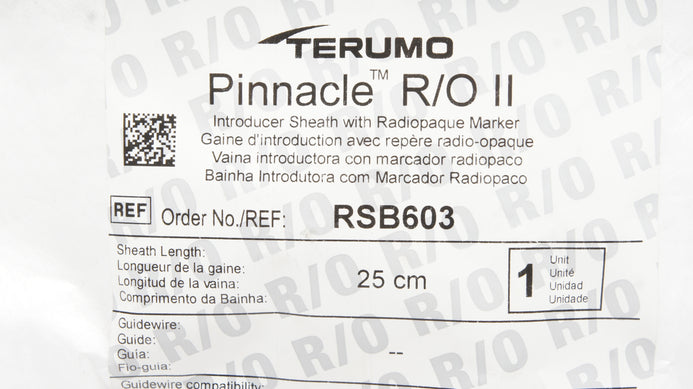 TERUMO
Pinnacle™ R/O II
Introducer Sheath with Radiopaque Marker
Gaine d'introduction avec repère radio-opaque
Vaina introductora con marcador radiopaco
Bainha Introdutora com Marcador Radiopaco
REF Order No./REF: RSB603
Sheath Length:
Longueur de la gaine:
Longitud de la vaina:
Comprimento da Bainha:
25 cm
1
Unit
Unité
Unidad
Unidade
Guidewire:
Guide:
Guía:
Fio-guia:
--
Guidewire compatibility: